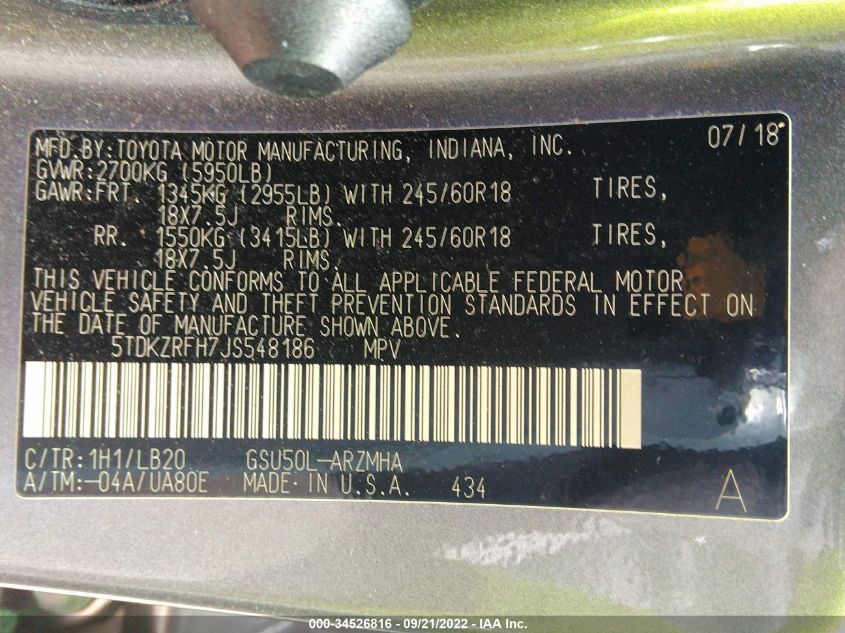 MFD.BY:TOYOTA MOTOR MANUFACTURING, INDIANA, INC. 07/18
GVWR:2700KG (5950LB)
GAWR:FRT. 1345KG (2955LB) WITH 245/60R18 TIRES,
18X7.5J RIMS.
RR. 1550KG (3415LB) WITH 245/60R18 TIRES,
18X7.5J RIMS.
THIS VEHICLE CONFORMS TO ALL APPLICABLE FEDERAL MOTOR
VEHICLE SAFETY AND THEFT PREVENTION STANDARDS IN EFFECT ON
THE DATE OF MANUFACTURE SHOWN ABOVE.
5TDKZRFH7JS548186 MPV
C/TR:1H1/LB20 GSU50L-ARZMHA
A/TM:-04A/UA80E MADE IN U.S.A. 434 A
000-34526816 - 09/21/2022 - IAA Inc.